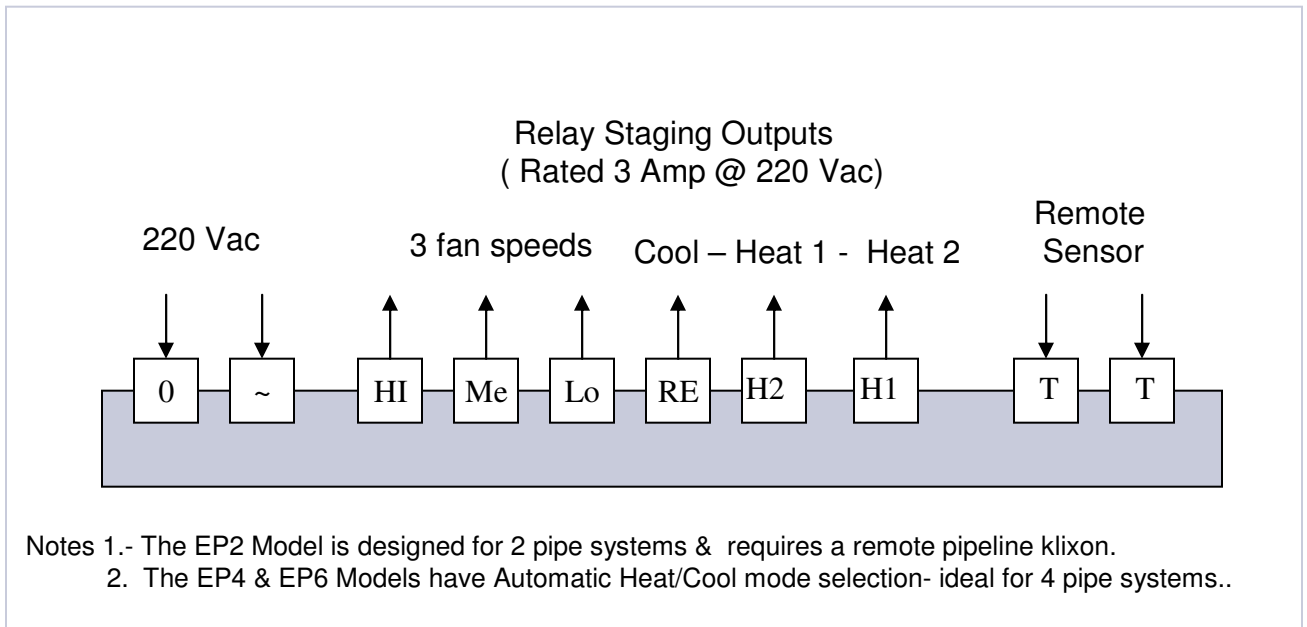 Relay Staging Outputs
( Rated 3 Amp @ 220 Vac)
Remote
Sensor
220 Vac
3 fan speeds
Cool – Heat 1 - Heat 2
0
~
HI
Me
Lo
RE
H2
H1
T
T
Notes 1.- The EP2 Model is designed for 2 pipe systems & requires a remote pipeline klixon.
2. The EP4 & EP6 Models have Automatic Heat/Cool mode selection- ideal for 4 pipe systems..